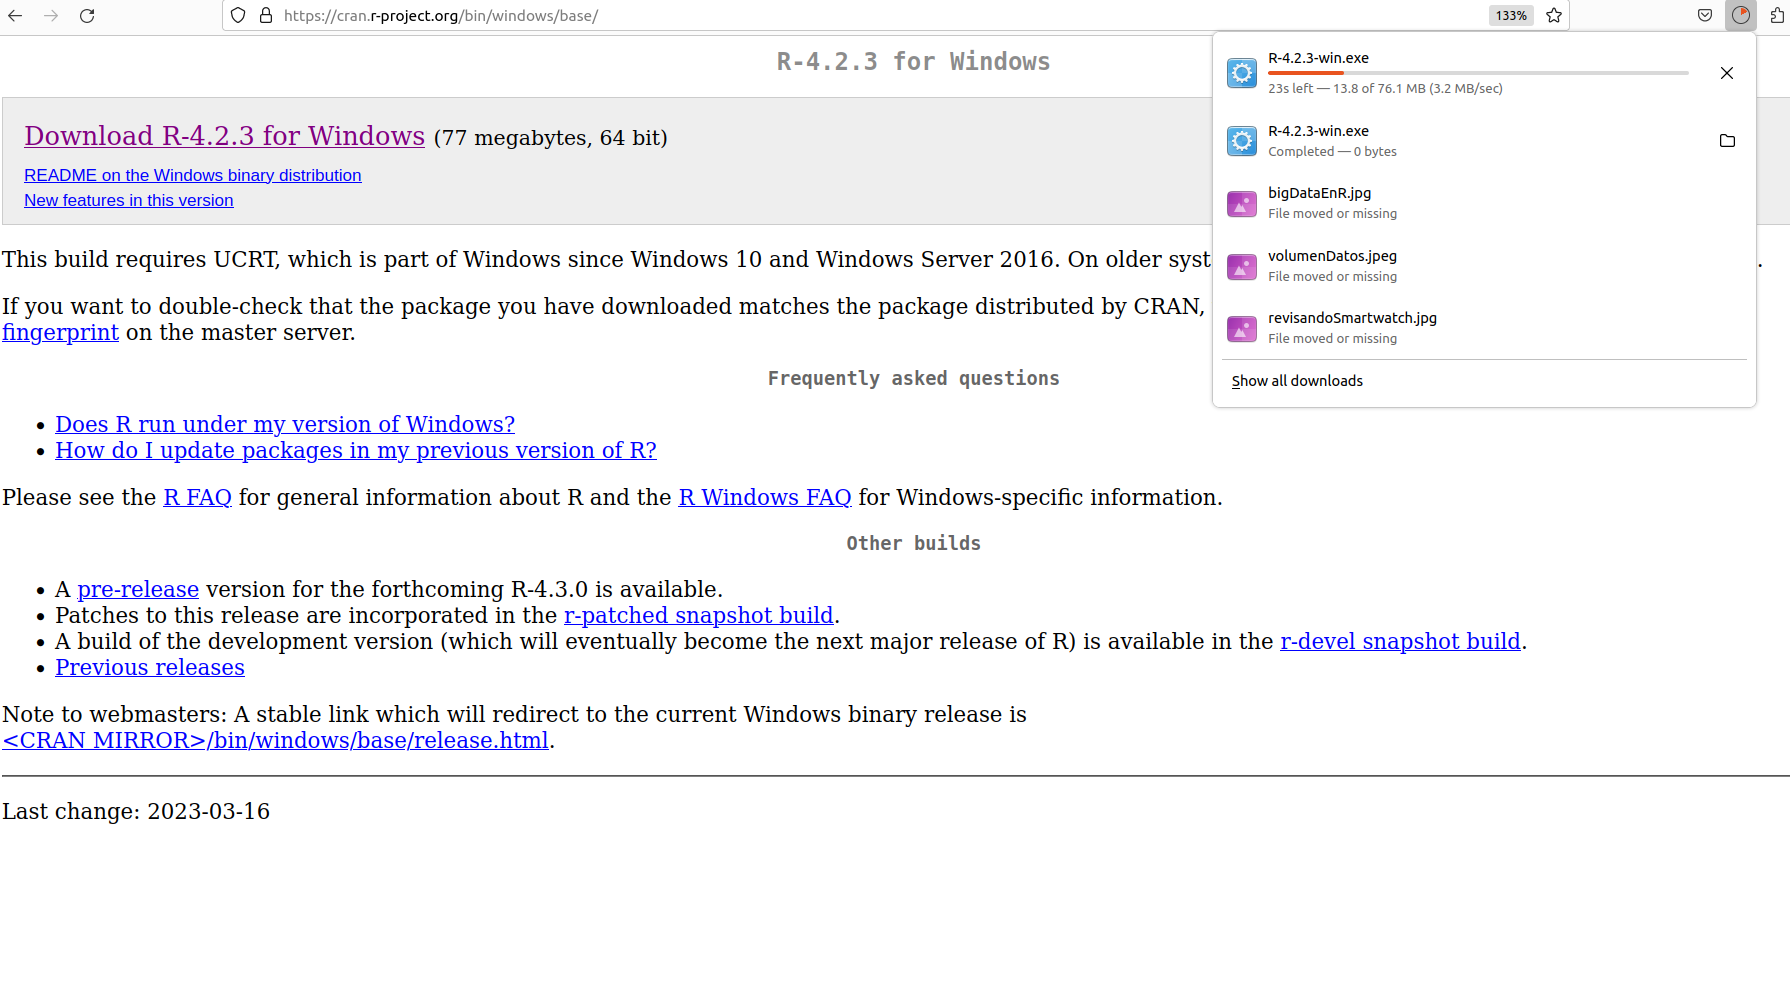 https://cran.r-project.org/bin/windows/base/
133%
R-4.2.3 for Windows
Download R-4.2.3 for Windows (77 megabytes, 64 bit)
README on the Windows binary distribution
New features in this version
This build requires UCRT, which is part of Windows since Windows 10 and Windows Server 2016. On older syst
.
If you want to double-check that the package you have downloaded matches the package distributed by CRAN,
fingerprint on the master server.
Frequently asked questions
• Does R run under my version of Windows?
• How do I update packages in my previous version of R?
Please see the R FAQ for general information about R and the R Windows FAQ for Windows-specific information.
Other builds
• A pre-release version for the forthcoming R-4.3.0 is available.
• Patches to this release are incorporated in the r-patched snapshot build.
• A build of the development version (which will eventually become the next major release of R) is available in the r-devel snapshot build.
• Previous releases
Note to webmasters: A stable link which will redirect to the current Windows binary release is
<CRAN MIRROR>/bin/windows/base/release.html.
Last change: 2023-03-16
R-4.2.3-win.exe
23s left — 13.8 of 76.1 MB (3.2 MB/sec)
R-4.2.3-win.exe
Completed — 0 bytes
bigDataEnR.jpg
File moved or missing
volumenDatos.jpeg
File moved or missing
revisandoSmartwatch.jpg
File moved or missing
Show all downloads